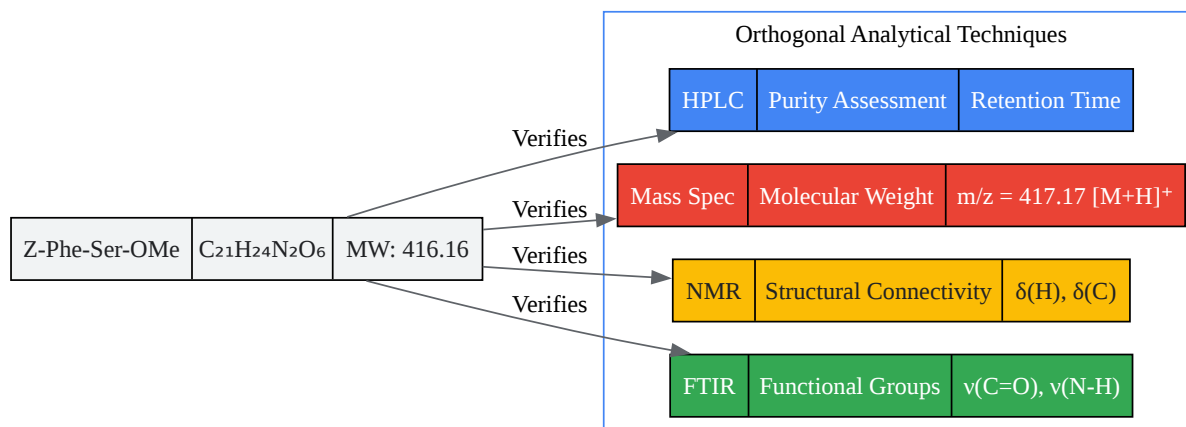 Orthogonal Analytical Techniques
HPLC Purity Assessment Retention Time
Verifies
Mass Spec Molecular Weight m/z = 417.17 [M+H]⁺
Verifies
Z-Phe-Ser-OMe C₂₁H₂₄N₂O₆ MW: 416.16
Verifies
NMR Structural Connectivity δ(H), δ(C)
Verifies
FTIR Functional Groups ν(C=O), ν(N-H)